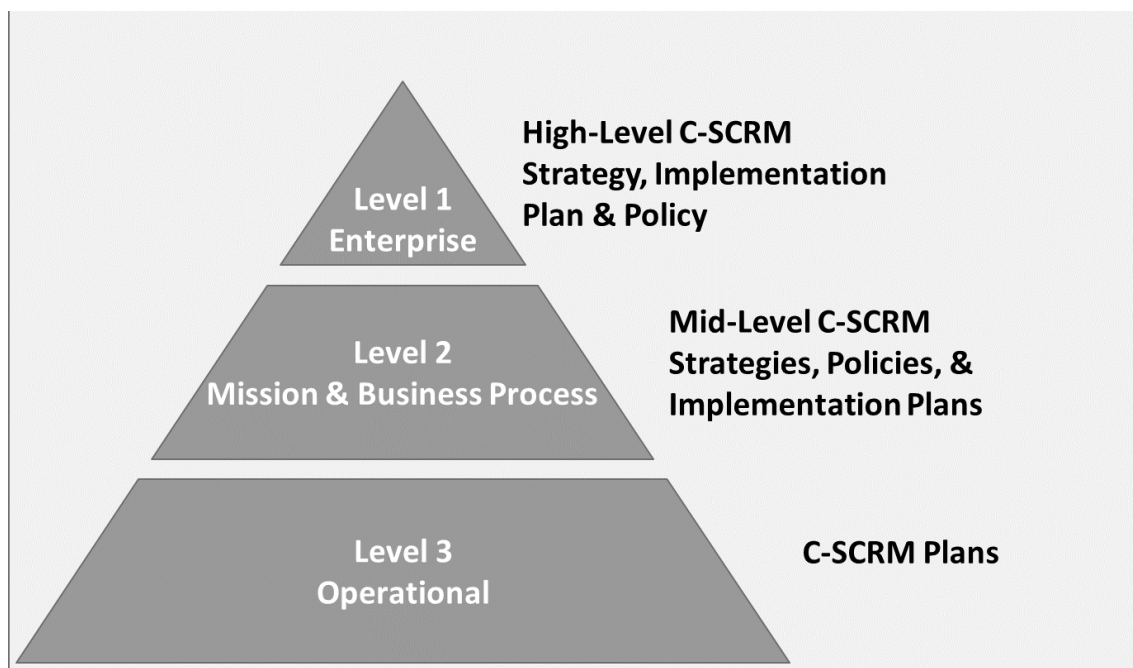 Level 1
Enterprise
High-Level C-SCRM
Strategy, Implementation
Plan & Policy
Level 2
Mission & Business Process
Mid-Level C-SCRM
Strategies, Policies, &
Implementation Plans
Level 3
Operational
C-SCRM Plans